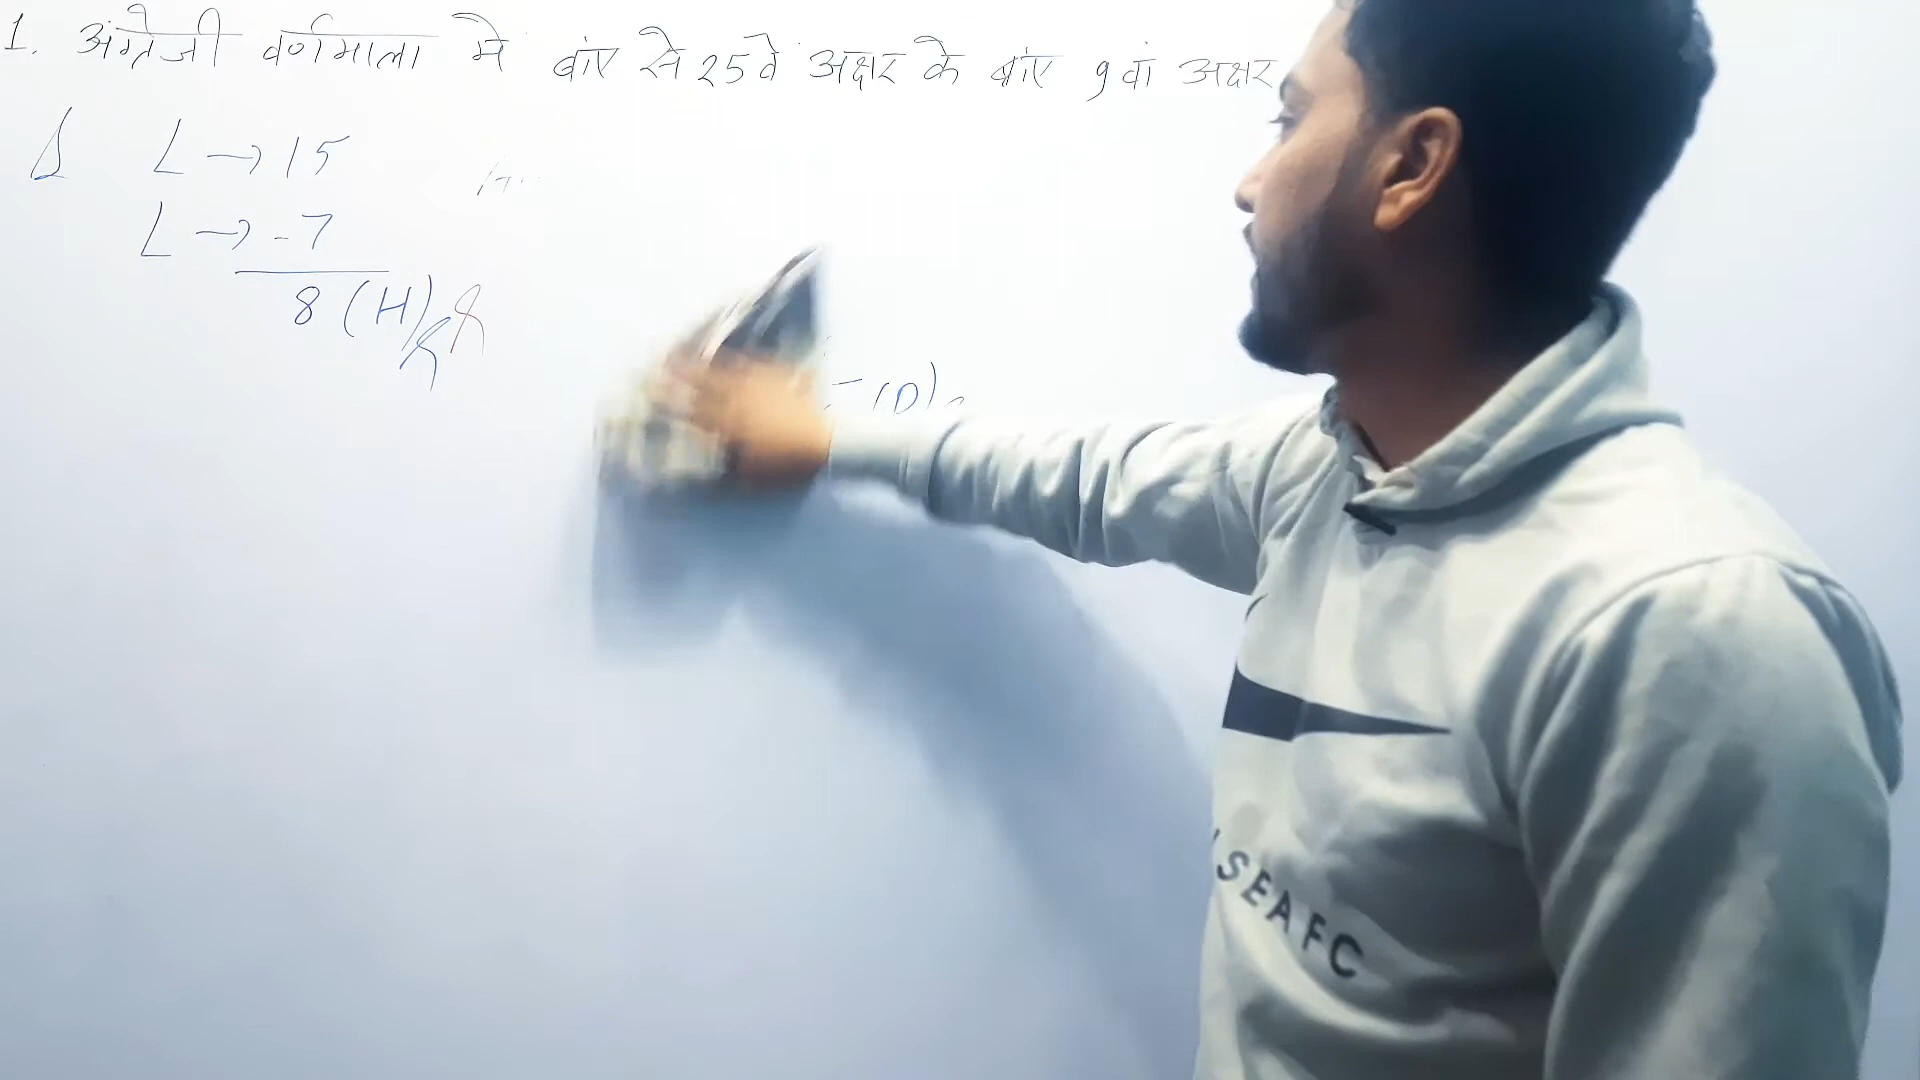 1. अंग्रेजी वर्णमाला मे बांए से 25वे अक्षर के बांए 9वां अक्षर
L → 15
L → -7
8 (H)
(D)
SEA FC